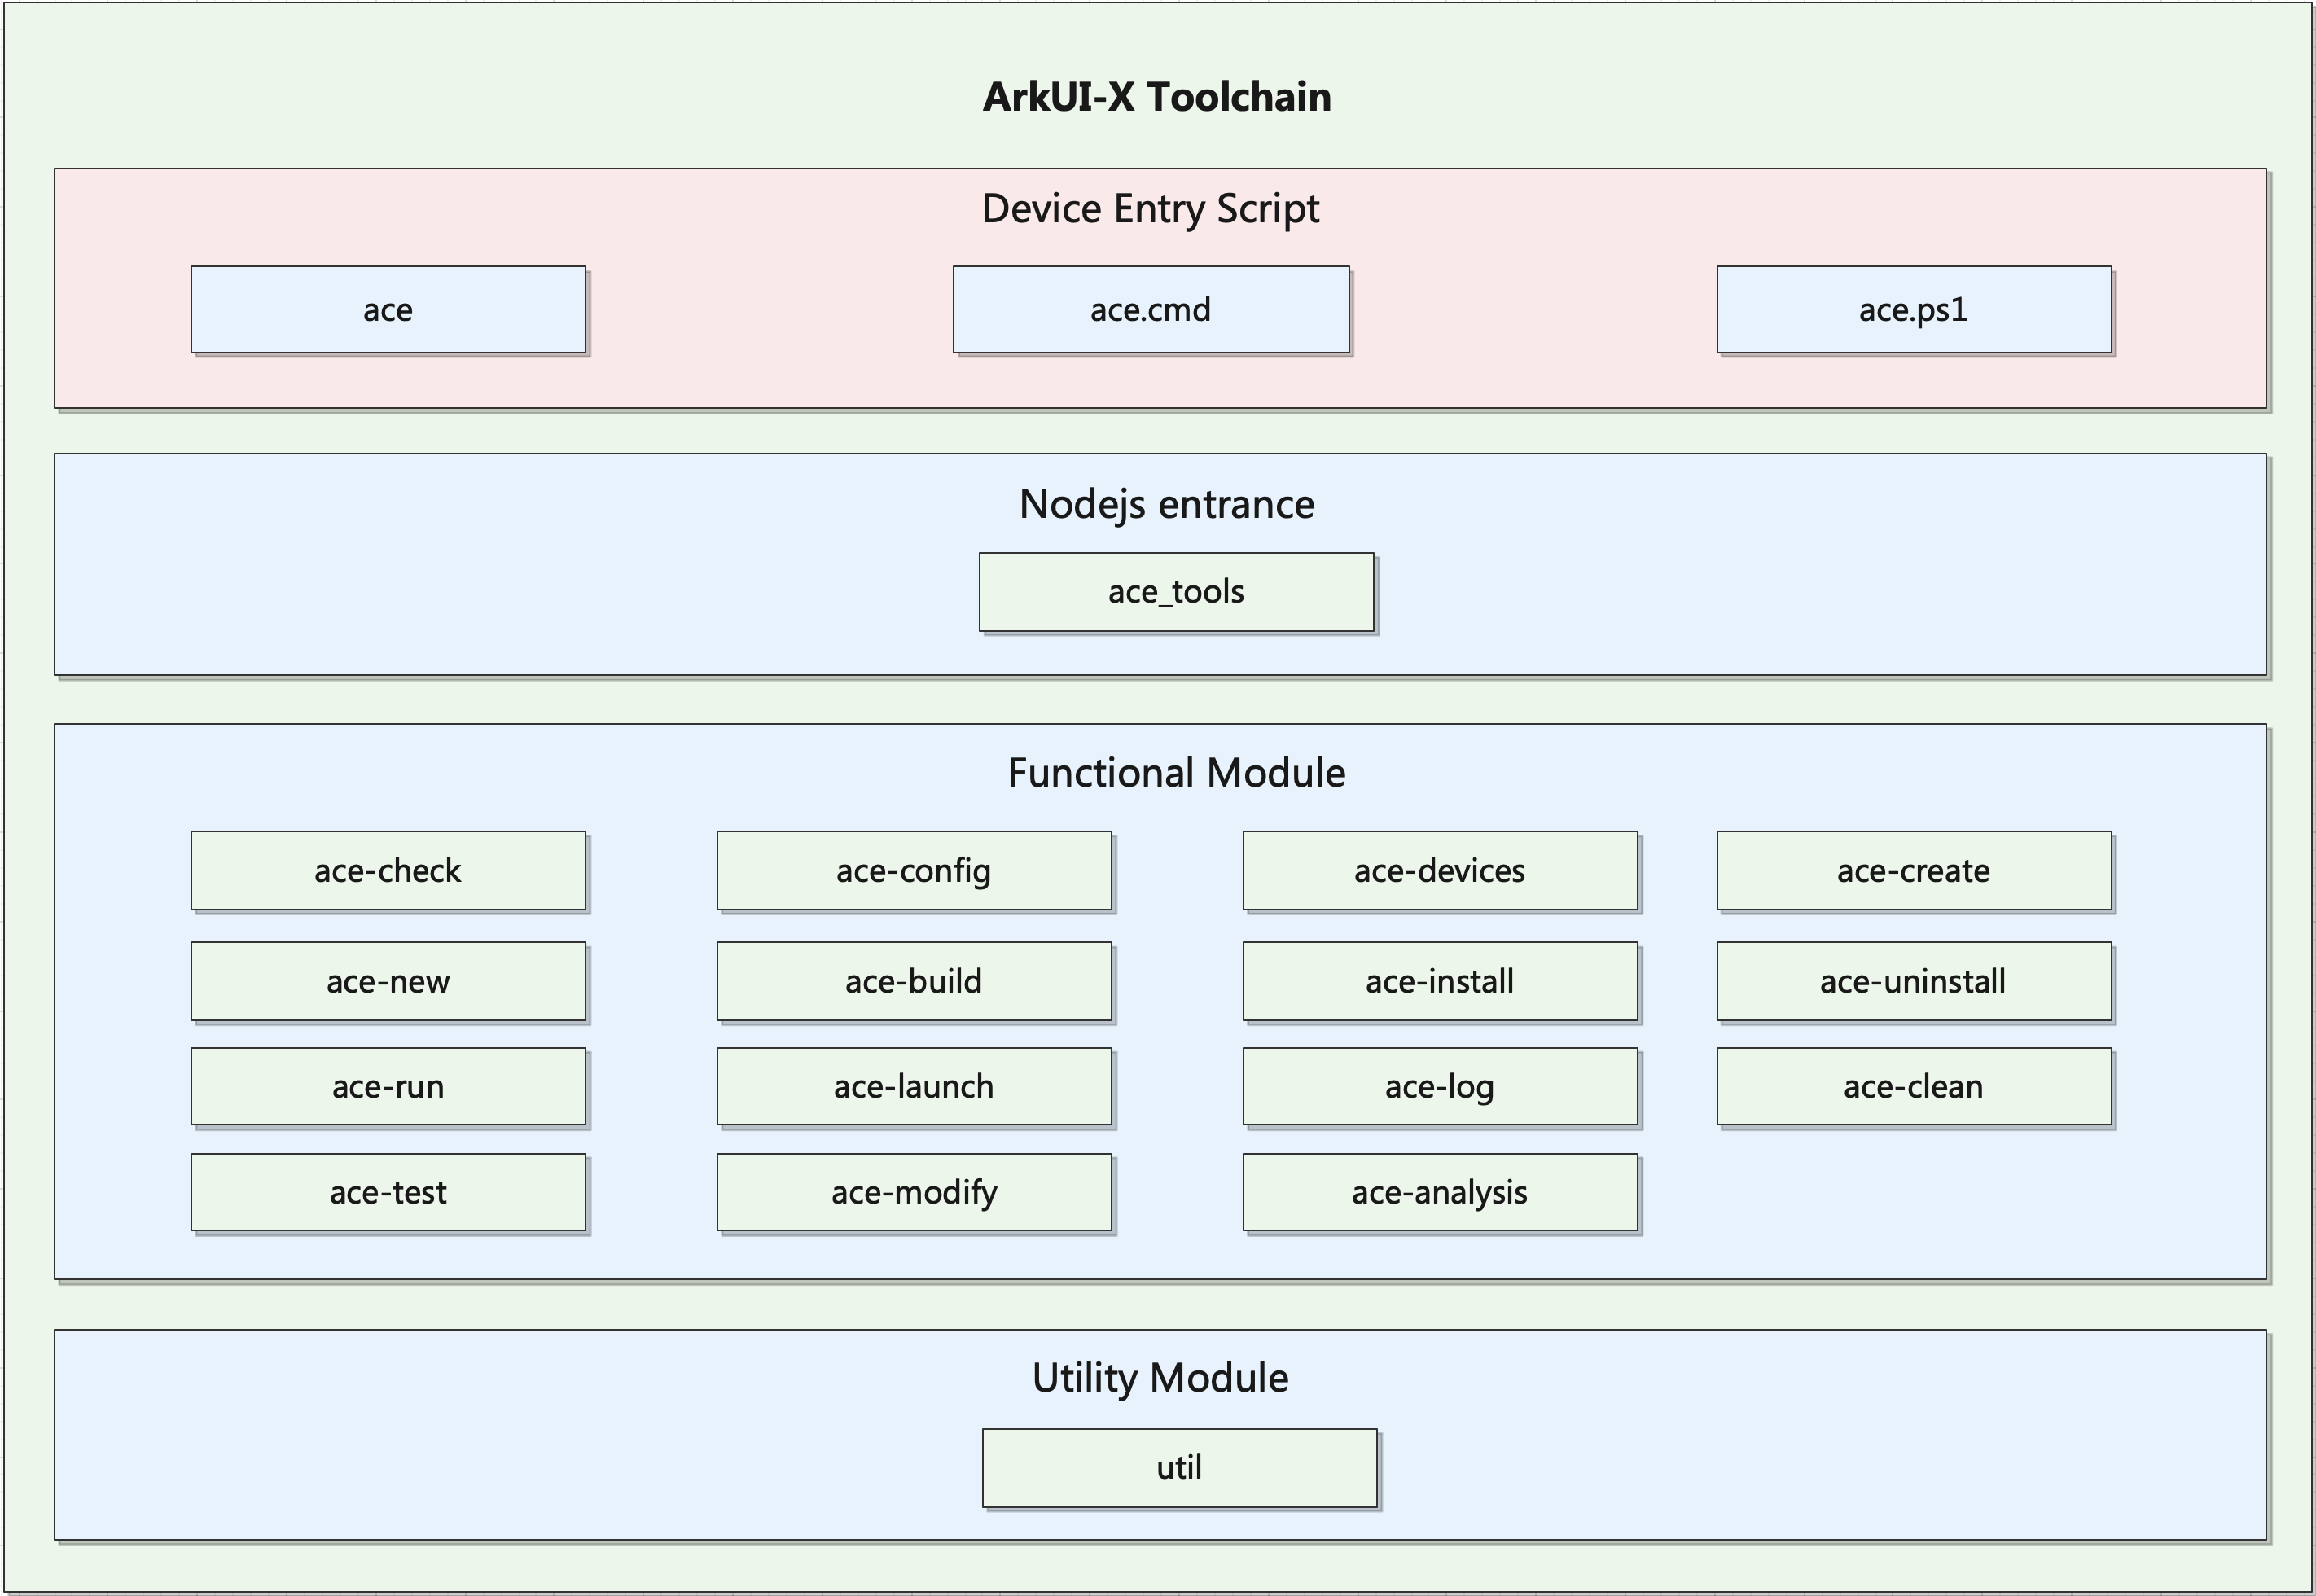 ArkUI-X Toolchain
Device Entry Script
ace
ace.cmd
ace.ps1
Nodejs entrance
ace_tools
Functional Module
ace-check
ace-config
ace-devices
ace-create
ace-new
ace-build
ace-install
ace-uninstall
ace-run
ace-launch
ace-log
ace-clean
ace-test
ace-modify
ace-analysis
Utility Module
util